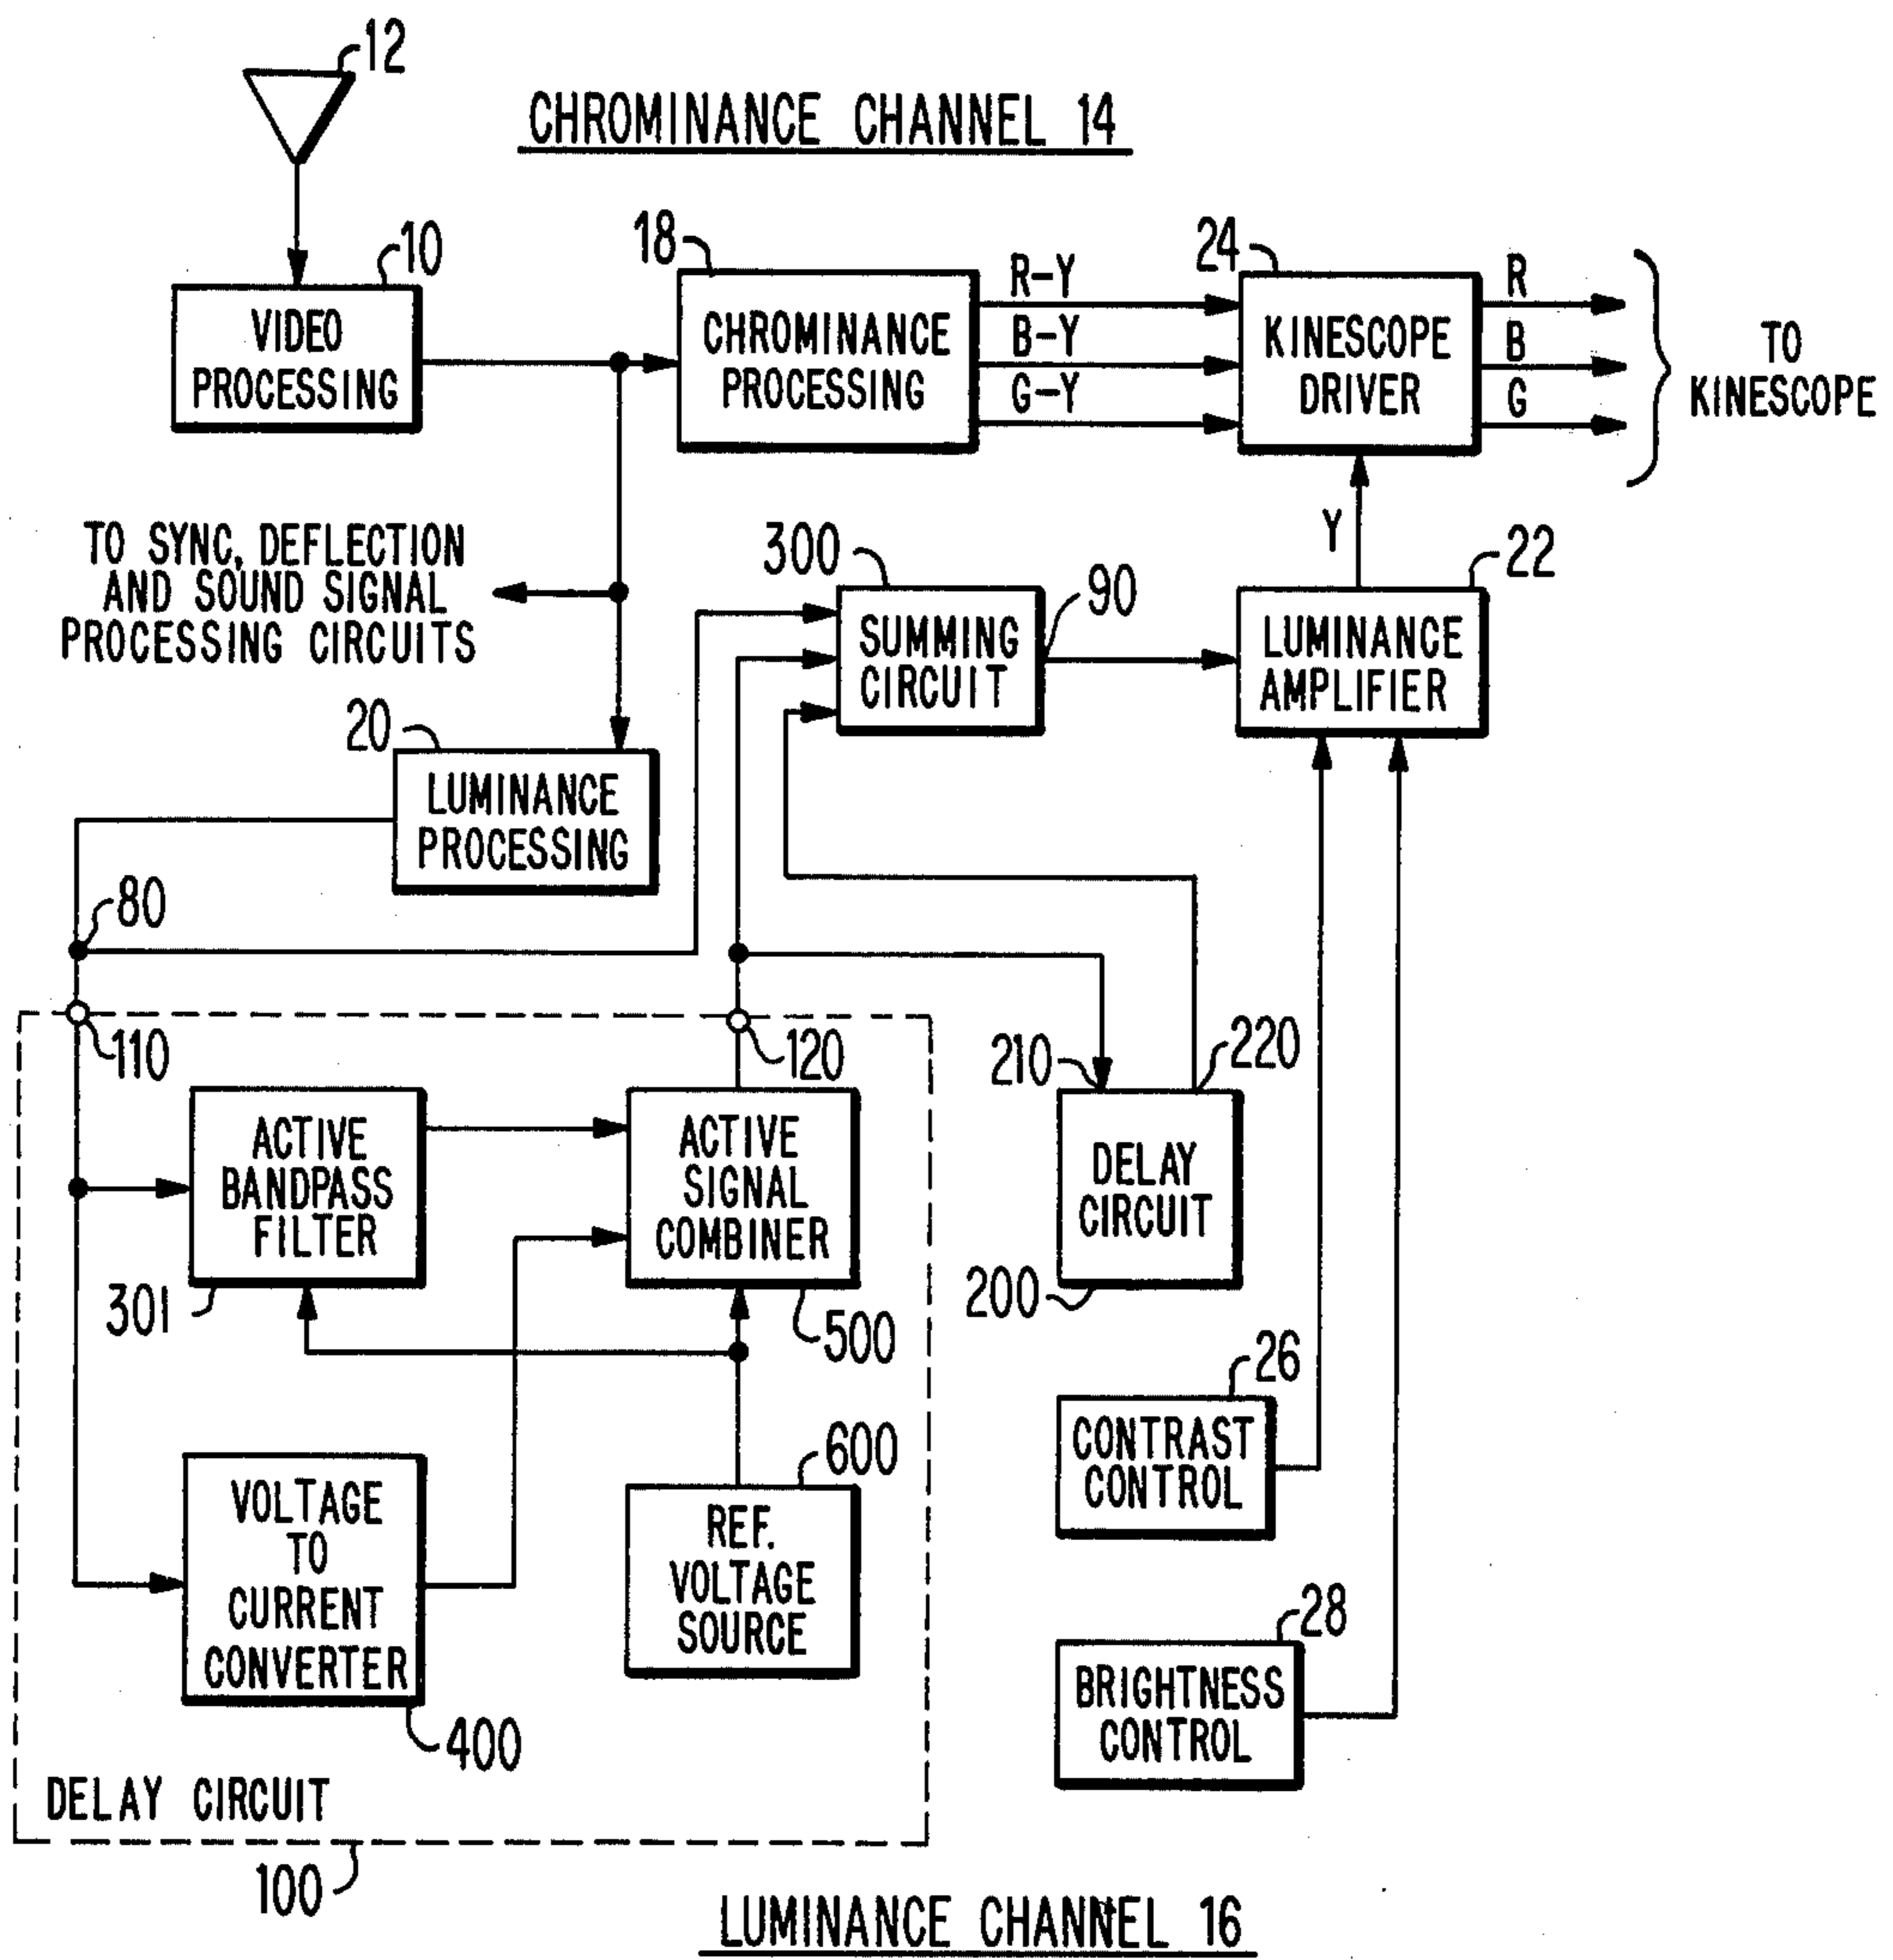 12
CHROMINANCE CHANNEL 14
10
VIDEO
PROCESSING
18
CHROMINANCE
PROCESSING
R-Y
B-Y
G-Y
24
KINESCOPE
DRIVER
R
B
G
TO
KINESCOPE
TO SYNC, DEFLECTION
AND SOUND SIGNAL
PROCESSING CIRCUITS
300
SUMMING
CIRCUIT
90
Y
22
LUMINANCE
AMPLIFIER
20
LUMINANCE
PROCESSING
80
110
120
210
220
ACTIVE
BANDPASS
FILTER
301
ACTIVE
SIGNAL
COMBINER
500
DELAY
CIRCUIT
200
26
CONTRAST
CONTROL
VOLTAGE
TO
CURRENT
CONVERTER
400
600
REF.
VOLTAGE
SOURCE
28
BRIGHTNESS
CONTROL
DELAY CIRCUIT
100
LUMINANCE CHANNEL 16